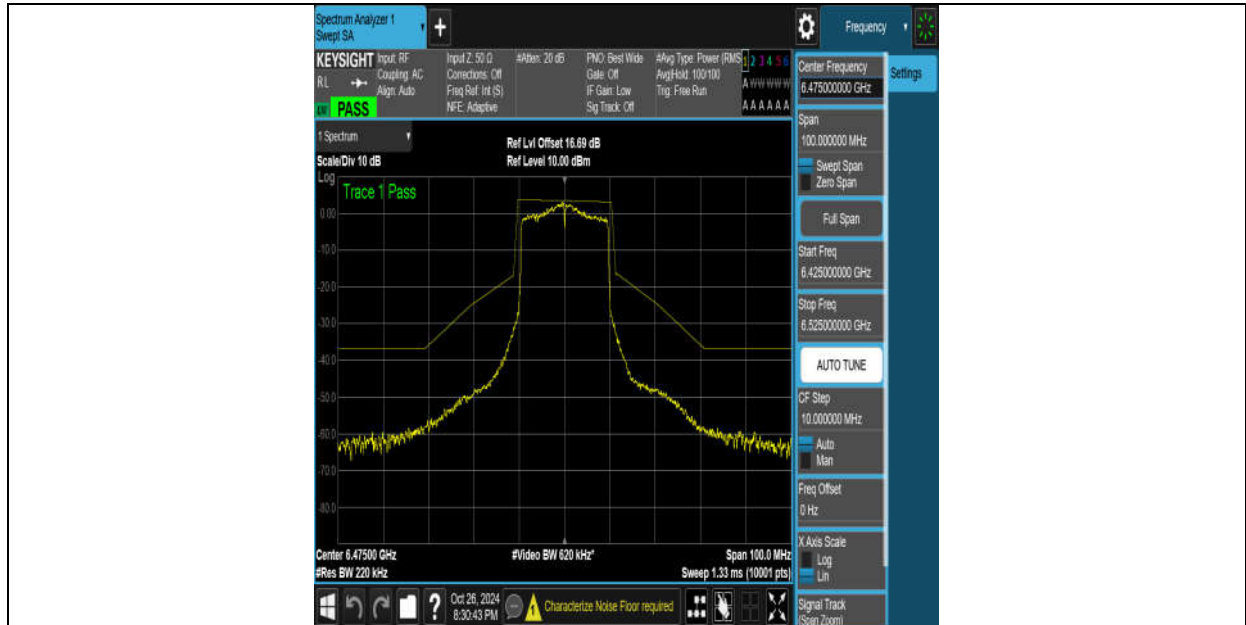 Spectrum Analyzer 1
Swept SA
Frequency
KEYSIGHT
RL
PASS
Input: RF
Coupling: AC
Align: Auto
Input Z: 50 Ω
Corrections: Off
Freq Ref: Int (S)
NFE: Adaptive
#Atten: 20 dB
PNO: Best Wide
Gate: Off
IF Gain: Low
Sig Track: Off
#Avg Type: Power (RMS
Avg|Hold: 100/100
Trig: Free Run
1 2 3 4 5 6
A W W W W W
A A A A A A
Center Frequency
6.475000000 GHz
Settings
Span
100.000000 MHz
Swept Span
Zero Span
Full Span
Start Freq
6.425000000 GHz
Stop Freq
6.525000000 GHz
AUTO TUNE
CF Step
10.000000 MHz
Auto
Man
Freq Offset
0 Hz
X Axis Scale
Log
Lin
Signal Track
(Span Zoom)
1 Spectrum
Ref Lvl Offset 16.69 dB
Scale/Div 10 dB
Ref Level 10.00 dBm
Log
Trace 1 Pass
0.00
-10.0
-20.0
-30.0
-40.0
-50.0
-60.0
-70.0
-80.0
Center 6.47500 GHz
#Video BW 620 kHz*
Span 100.0 MHz
#Res BW 220 kHz
Sweep 1.33 ms (10001 pts)
?
Oct 26, 2024
8:30:43 PM
Characterize Noise Floor required